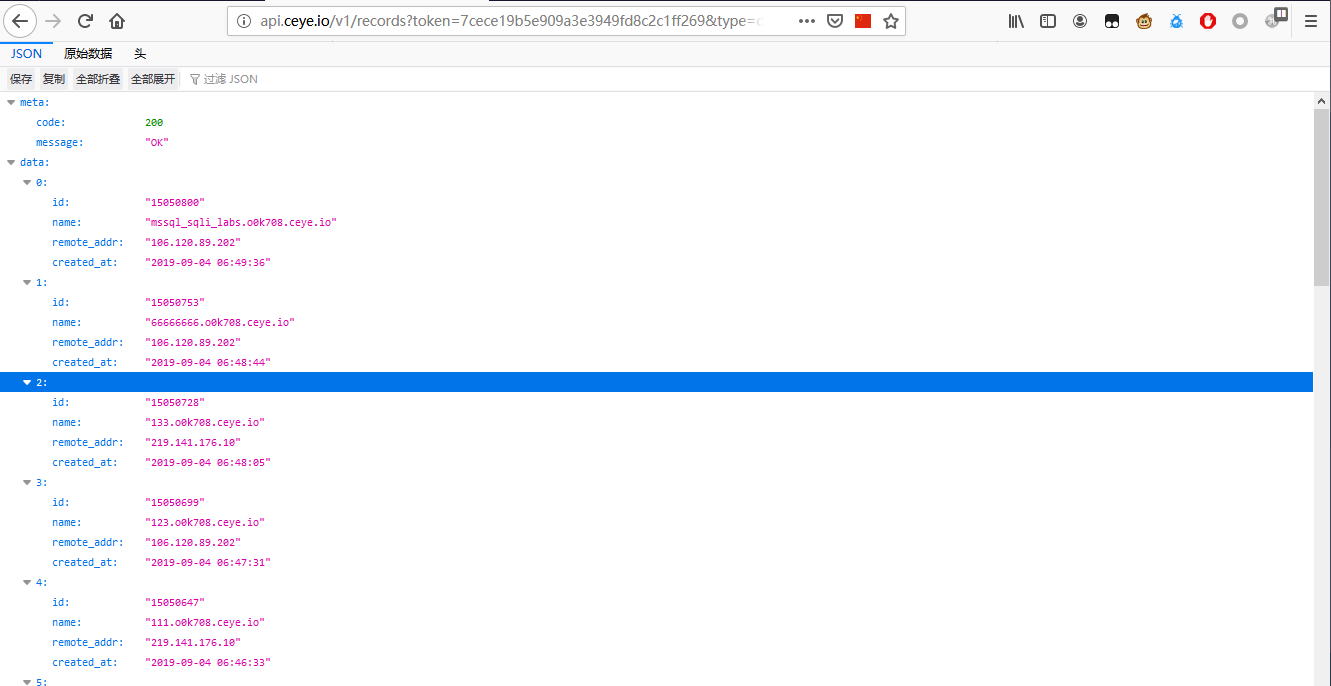 api.ceye.io/v1/records?token=7cece19b5e909a3e3949fd8c2c1ff269&type=
JSON 原始数据 头
保存 复制 全部折叠 全部展开 过滤 JSON
meta:
code: 200
message: "OK"
data:
0:
id: "15050800"
name: "mssql_sqli_labs.o0k708.ceye.io"
remote_addr: "106.120.89.202"
created_at: "2019-09-04 06:49:36"
1:
id: "15050753"
name: "66666666.o0k708.ceye.io"
remote_addr: "106.120.89.202"
created_at: "2019-09-04 06:48:44"
2:
id: "15050728"
name: "133.o0k708.ceye.io"
remote_addr: "219.141.176.10"
created_at: "2019-09-04 06:48:05"
3:
id: "15050699"
name: "123.o0k708.ceye.io"
remote_addr: "106.120.89.202"
created_at: "2019-09-04 06:47:31"
4:
id: "15050647"
name: "111.o0k708.ceye.io"
remote_addr: "219.141.176.10"
created_at: "2019-09-04 06:46:33"
5: